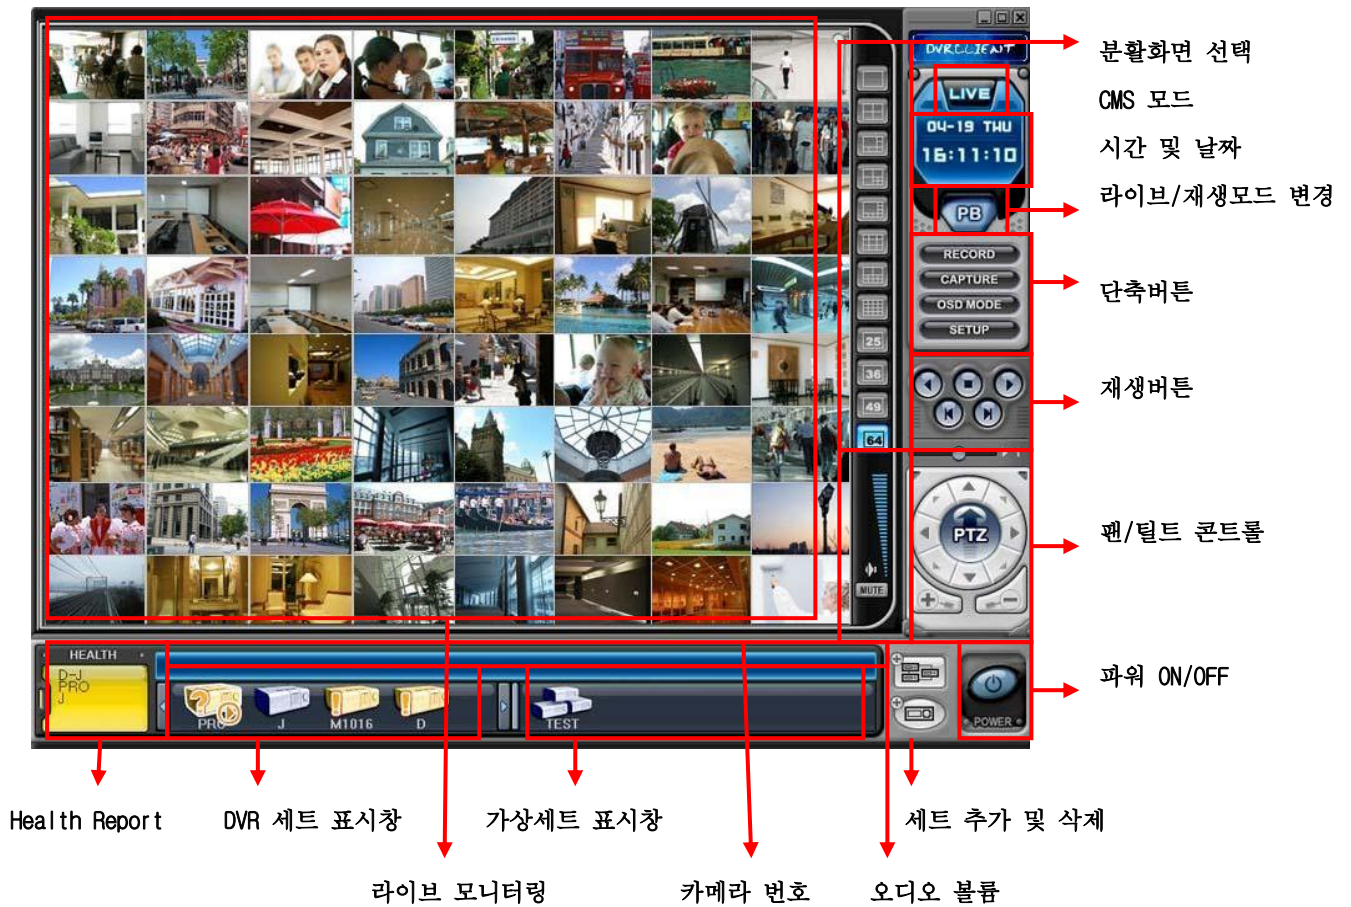 DVRCLIENT
분활화면 선택
LIVE
CMS 모드
04-19 THU
시간 및 날짜
16:11:10
라이브/재생모드 변경
PB
RECORD
CAPTURE
단축버튼
OSD MODE
SETUP
25
36
재생버튼
49
64
팬/틸트 콘트롤
PTZ
MUTE
HEALTH
D-J
PRO
J
파워 ON/OFF
PRO
J
M1016
D
TEST
POWER
Health Report
DVR 세트 표시창
가상세트 표시창
세트 추가 및 삭제
라이브 모니터링
카메라 번호
오디오 볼륨